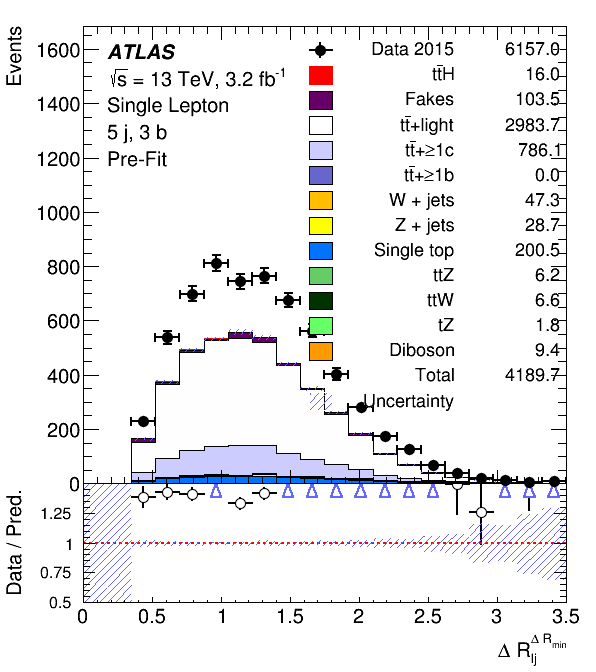 Events
1600
1400
1200
1000
800
600
400
200
0
ATLAS
√s = 13 TeV, 3.2 fb⁻¹
Single Lepton
5 j, 3 b
Pre-Fit
Data 2015 6157.0
tt̄H 16.0
Fakes 103.5
tt̄+light 2983.7
tt̄+≥1c 786.1
tt̄+≥1b 0.0
W + jets 47.3
Z + jets 28.7
Single top 200.5
ttZ 6.2
ttW 6.6
tZ 1.8
Diboson 9.4
Total 4189.7
Uncertainty
Data / Pred.
1.25
1
0.75
0.5
0 0.5 1 1.5 2 2.5 3 3.5
Δ R_lj^Δ R_min